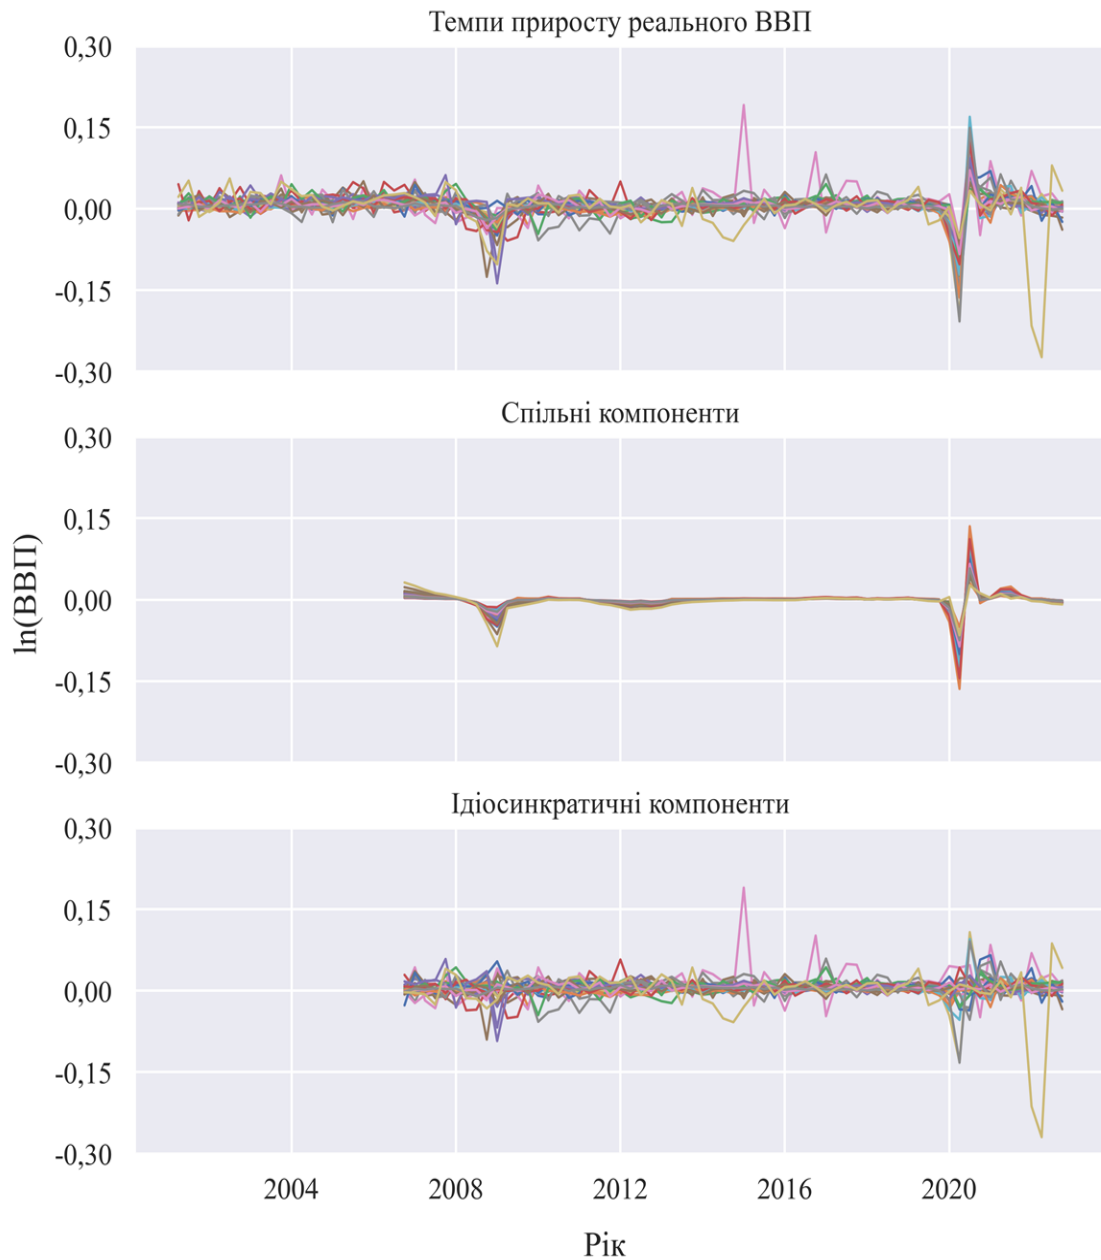 Темпи приросту реального ВВП
0,30
0,15
0,00
-0,15
-0,30
Спільні компоненти
0,30
0,15
0,00
-0,15
-0,30
ln(ВВП)
Ідіосинкратичні компоненти
0,30
0,15
0,00
-0,15
-0,30
2004 2008 2012 2016 2020
Рік